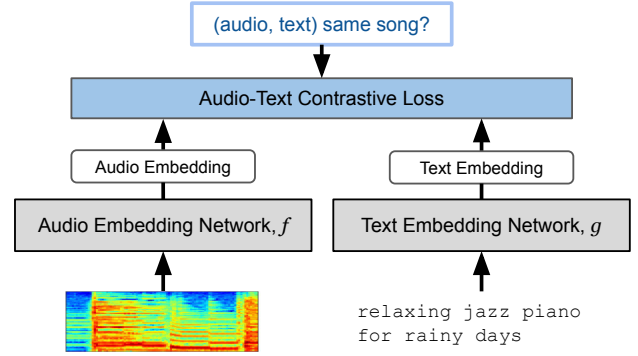 (audio, text) same song?
Audio-Text Contrastive Loss
Audio Embedding
Text Embedding
Audio Embedding Network, f
Text Embedding Network, g
relaxing jazz piano
for rainy days